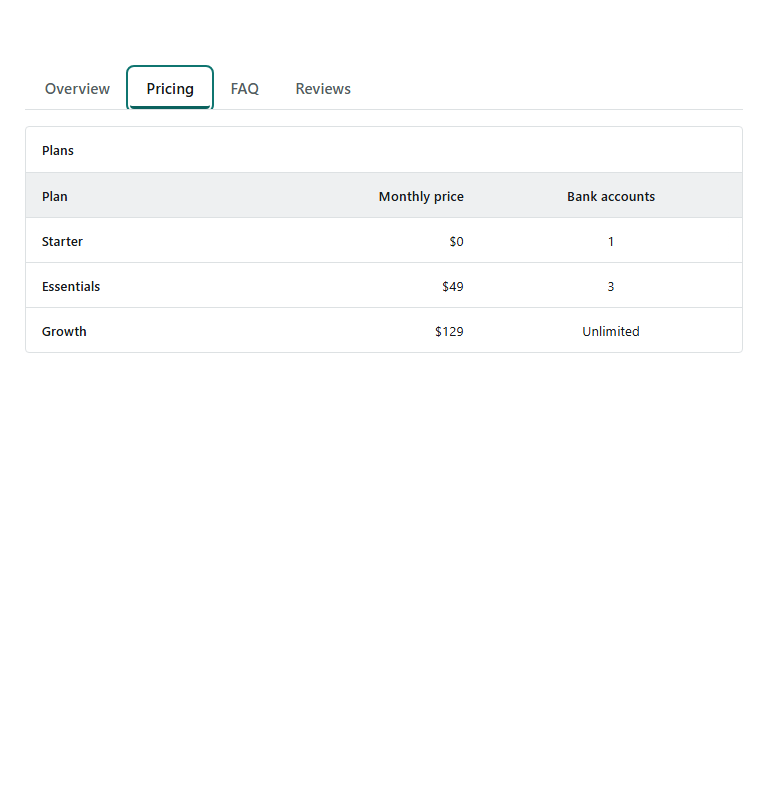 Overview Pricing FAQ Reviews
Plans
Plan Monthly price Bank accounts
Starter $0 1
Essentials $49 3
Growth $129 Unlimited